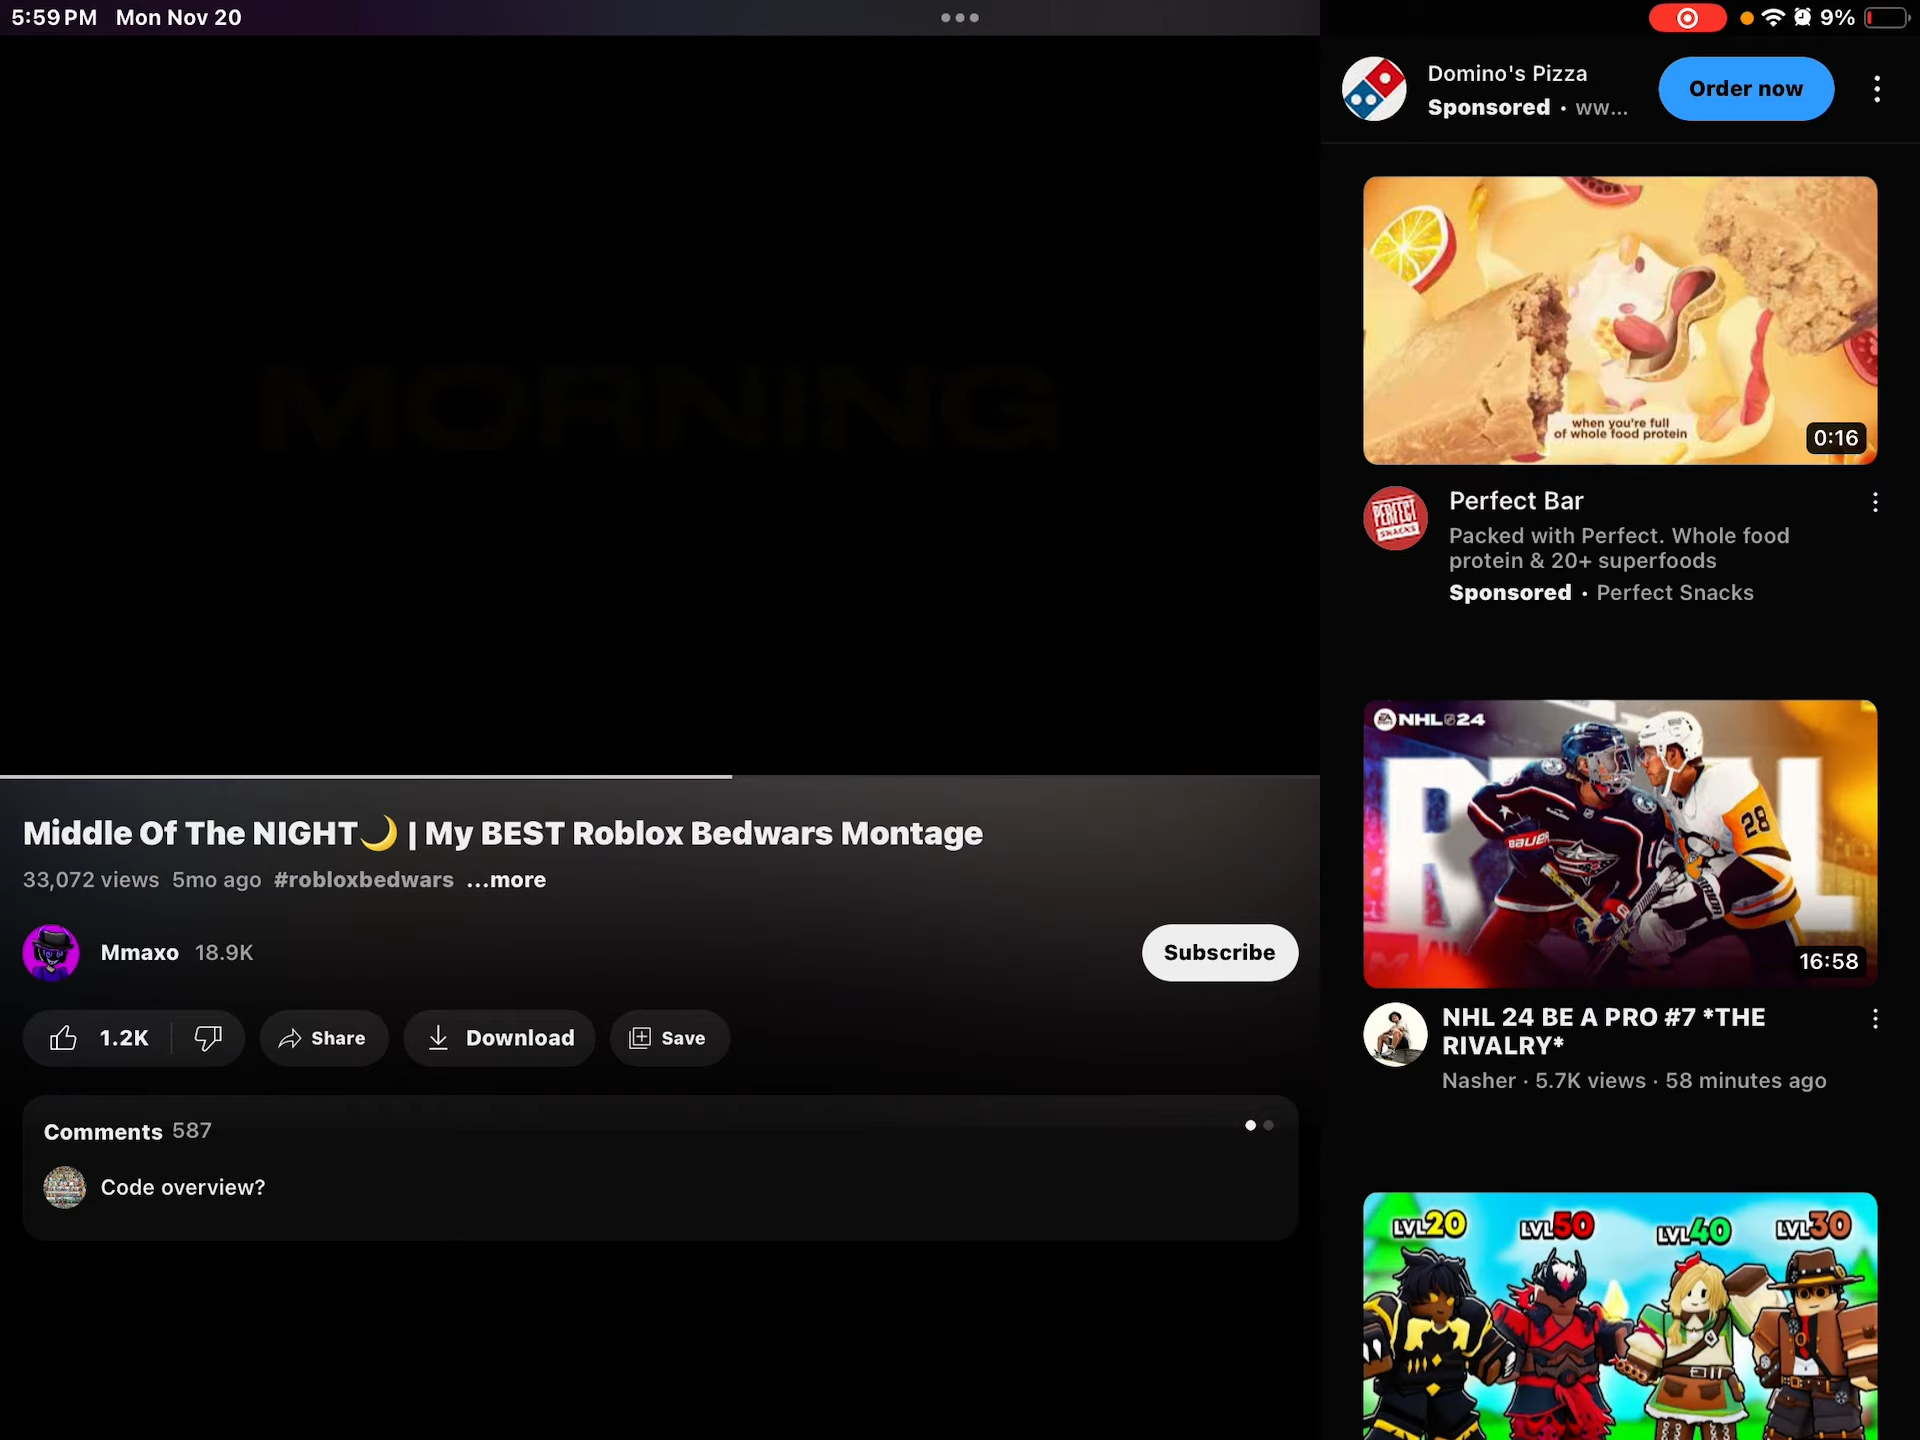 5:59 PM Mon Nov 20
9%
MORNING
Middle Of The NIGHT🌙 | My BEST Roblox Bedwars Montage
33,072 views 5mo ago #robloxbedwars ...more
Mmaxo 18.9K
Subscribe
1.2K
Share
Download
Save
Comments 587
Code overview?
Domino's Pizza
Sponsored · ww...
Order now
when you're full
of whole food protein
0:16
PERFECT
SNACKS
Perfect Bar
Packed with Perfect. Whole food
protein & 20+ superfoods
Sponsored · Perfect Snacks
NHL 24
BAUER
28
16:58
NHL 24 BE A PRO #7 *THE
RIVALRY*
Nasher · 5.7K views · 58 minutes ago
LVL20 LVL50 LVL40 LVL30